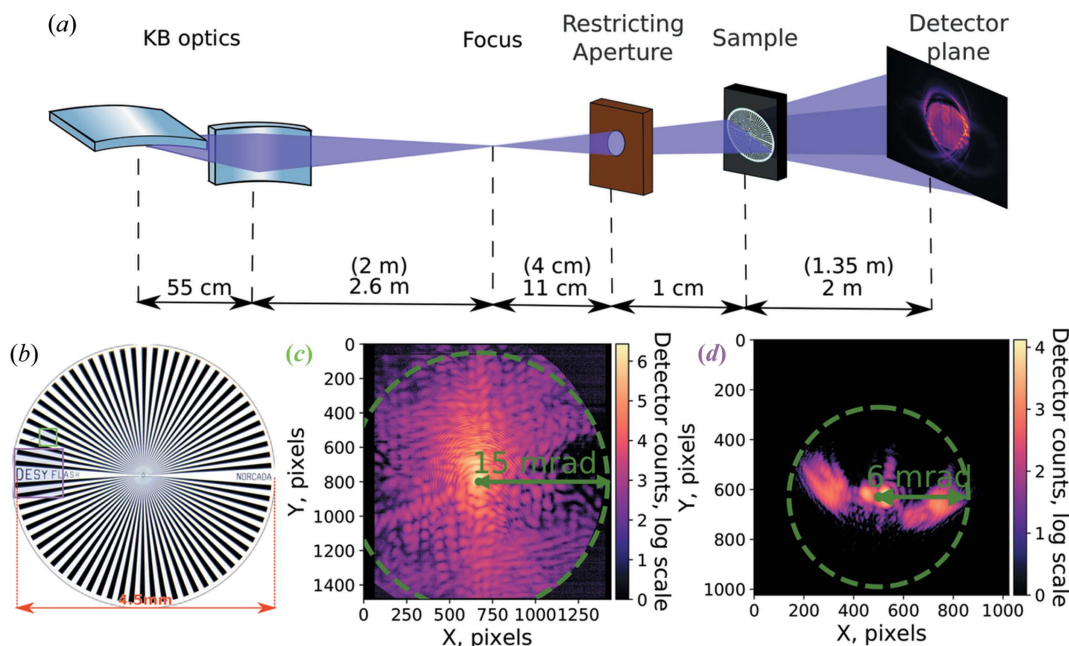 (a)
KB optics
Focus
Restricting
Aperture
Sample
Detector
plane
(2 m)
(4 cm)
(1.35 m)
55 cm
2.6 m
11 cm
1 cm
2 m
(b)
DESY FLASH
NORCADA
4.5mm
(c)
0
200
400
600
800
1000
1200
1400
Y, pixels
15 mrad
0
250
500
750
1000
1250
X, pixels
6
5
4
3
2
1
0
Detector counts, log scale
(d)
0
200
400
600
800
1000
Y, pixels
6 mrad
0
200
400
600
800
1000
X, pixels
4
3
2
1
0
Detector counts, log scale